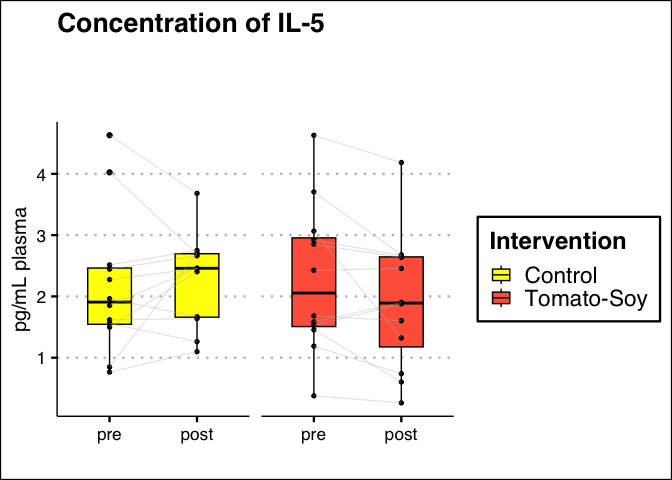 Concentration of IL-5
pg/mL plasma
4
3
2
1
pre
post
pre
post
Intervention
Control
Tomato-Soy